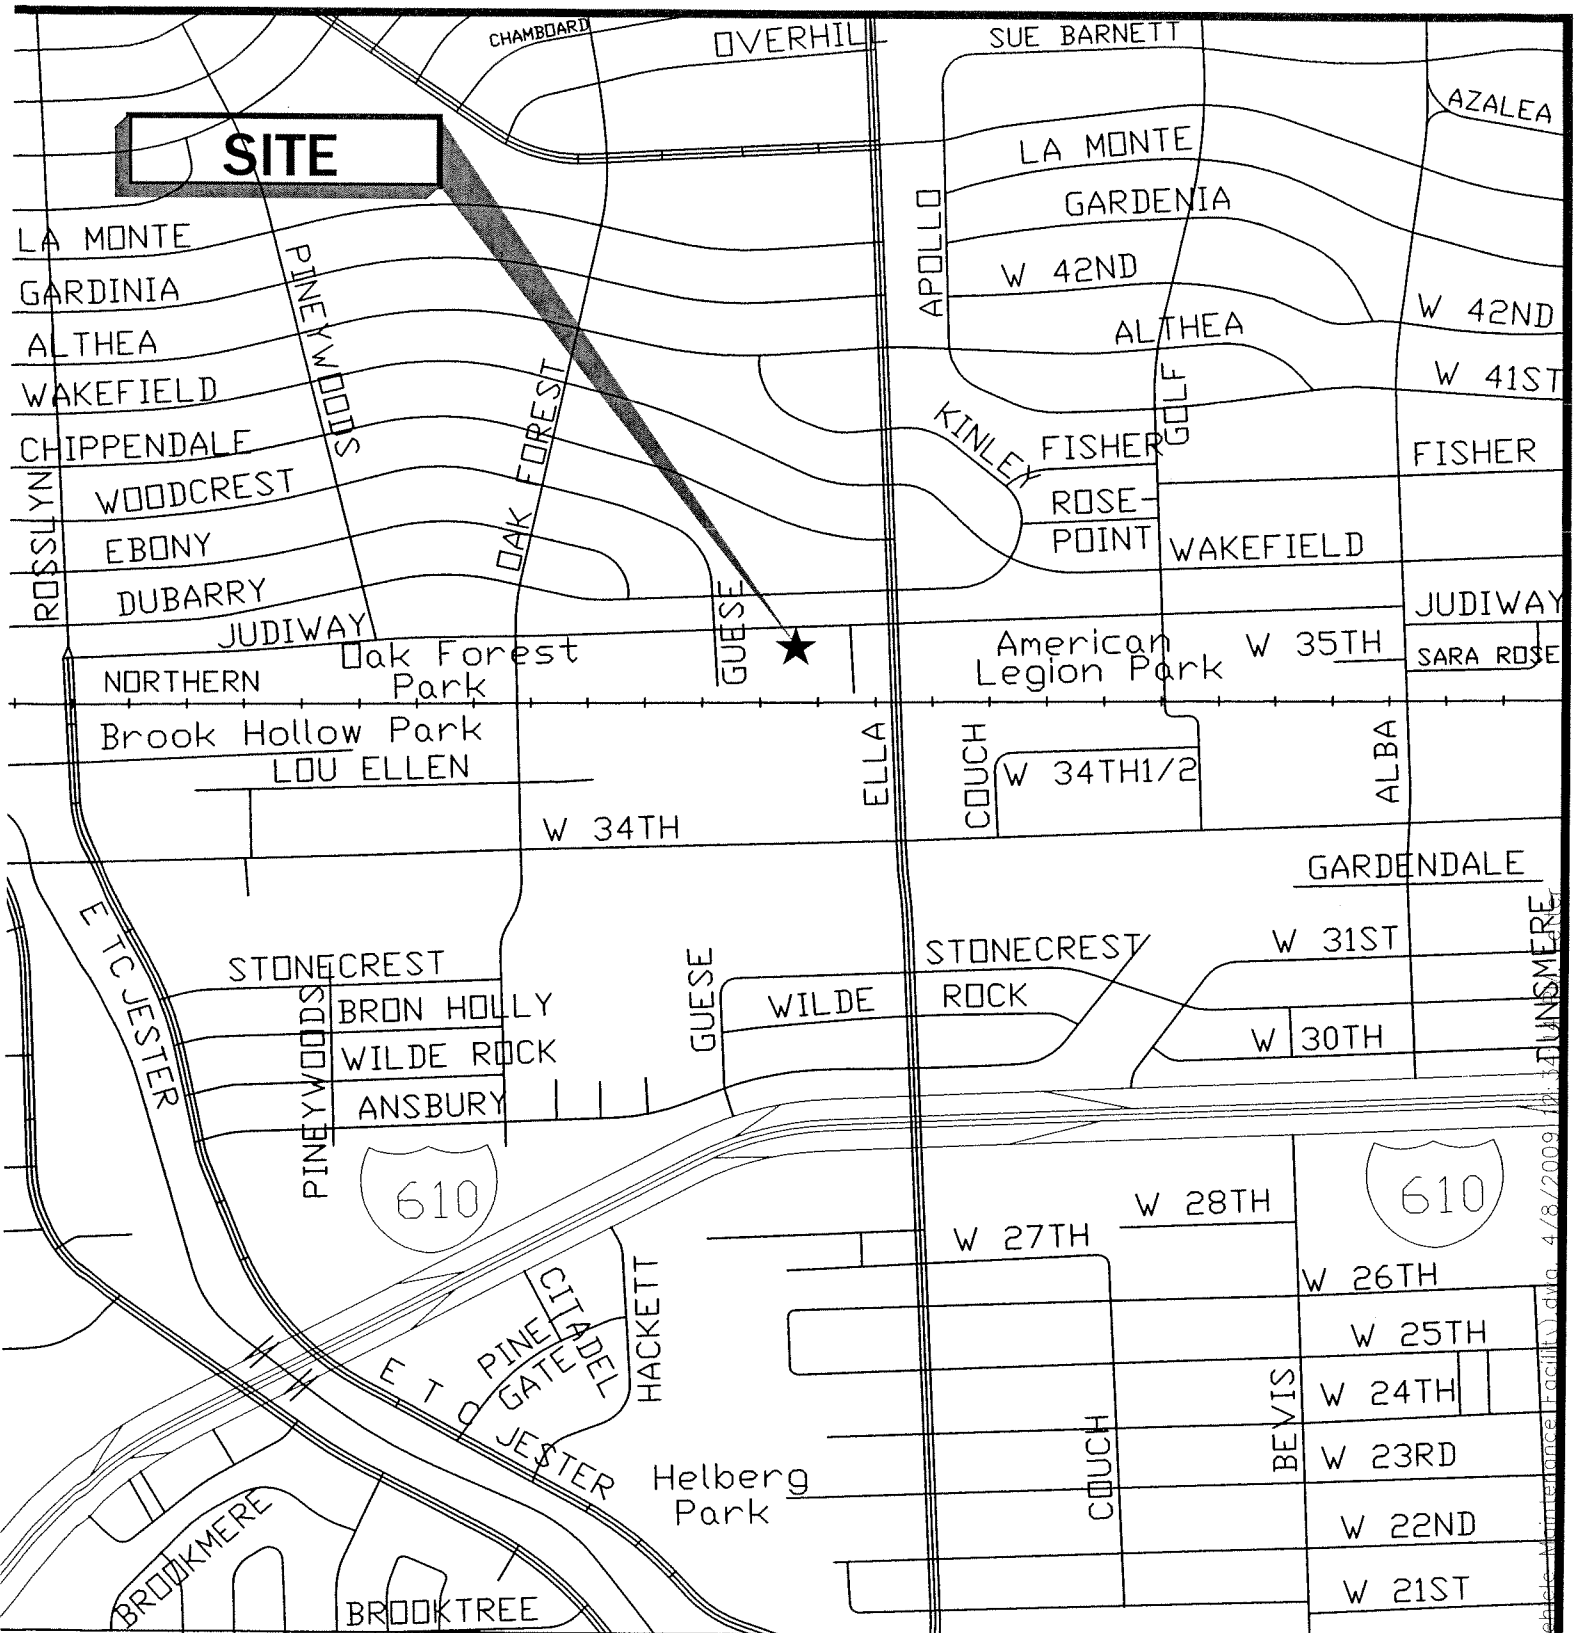 CHAMBOARD
OVERHILL
SUE BARNETT
AZALEA
SITE
LA MONTE
LA MONTE
GARDENIA
PINEYWOODS
APOLLO
W 42ND
GARDINIA
W 42ND
ALTHEA
ALTHEA
WAKEFIELD
W 41ST
GOLF
OAK FOREST
KINLEY
CHIPPENDALE
FISHER
FISHER
ROSSLYN
WOODCREST
ROSE-
POINT
EBONY
WAKEFIELD
DUBARRY
GUESE
JUDIWAY
JUDIWAY
Oak Forest
Park
American
Legion Park
W 35TH
SARA ROSE
NORTHERN
Brook Hollow Park
ELLA
COUCH
ALBA
LOU ELLEN
W 34TH1/2
W 34TH
GARDENDALE
E T C JESTER
DUNSMERE
STONECREST
GUESE
STONECREST
W 31ST
PINEYWOODS
BRON HOLLY
WILDE ROCK
W 30TH
WILDE ROCK
ANSBURY
610
610
W 28TH
W 27TH
HACKETT
CITADEL
W 26TH
PINE
GATE
W 25TH
E T C JESTER
BEVIS
W 24TH
COUCH
W 23RD
Helberg
Park
W 22ND
BROOKMERE
BROOKTREE
W 21ST
4/8/2009